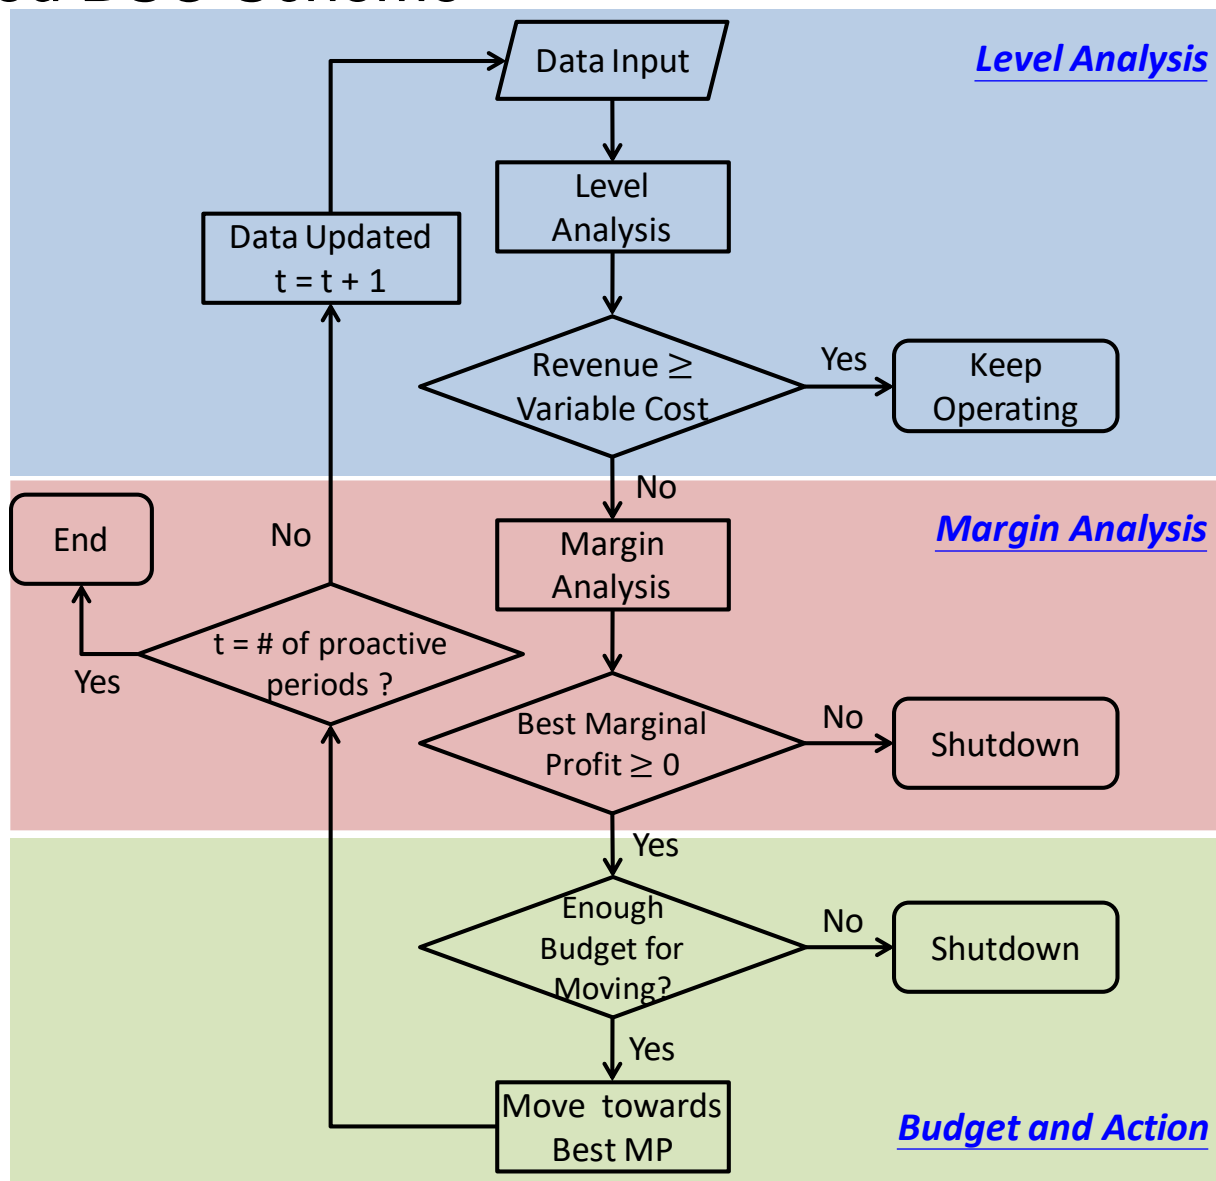 Data Input
Level Analysis
Level
Analysis
Data Updated
t = t + 1
Revenue ≥
Variable Cost
Yes
Keep
Operating
No
End
No
Margin
Analysis
Margin Analysis
t = # of proactive
periods ?
Yes
Best Marginal
Profit ≥ 0
No
Shutdown
Yes
Enough
Budget for
Moving?
No
Shutdown
Yes
Move towards
Best MP
Budget and Action